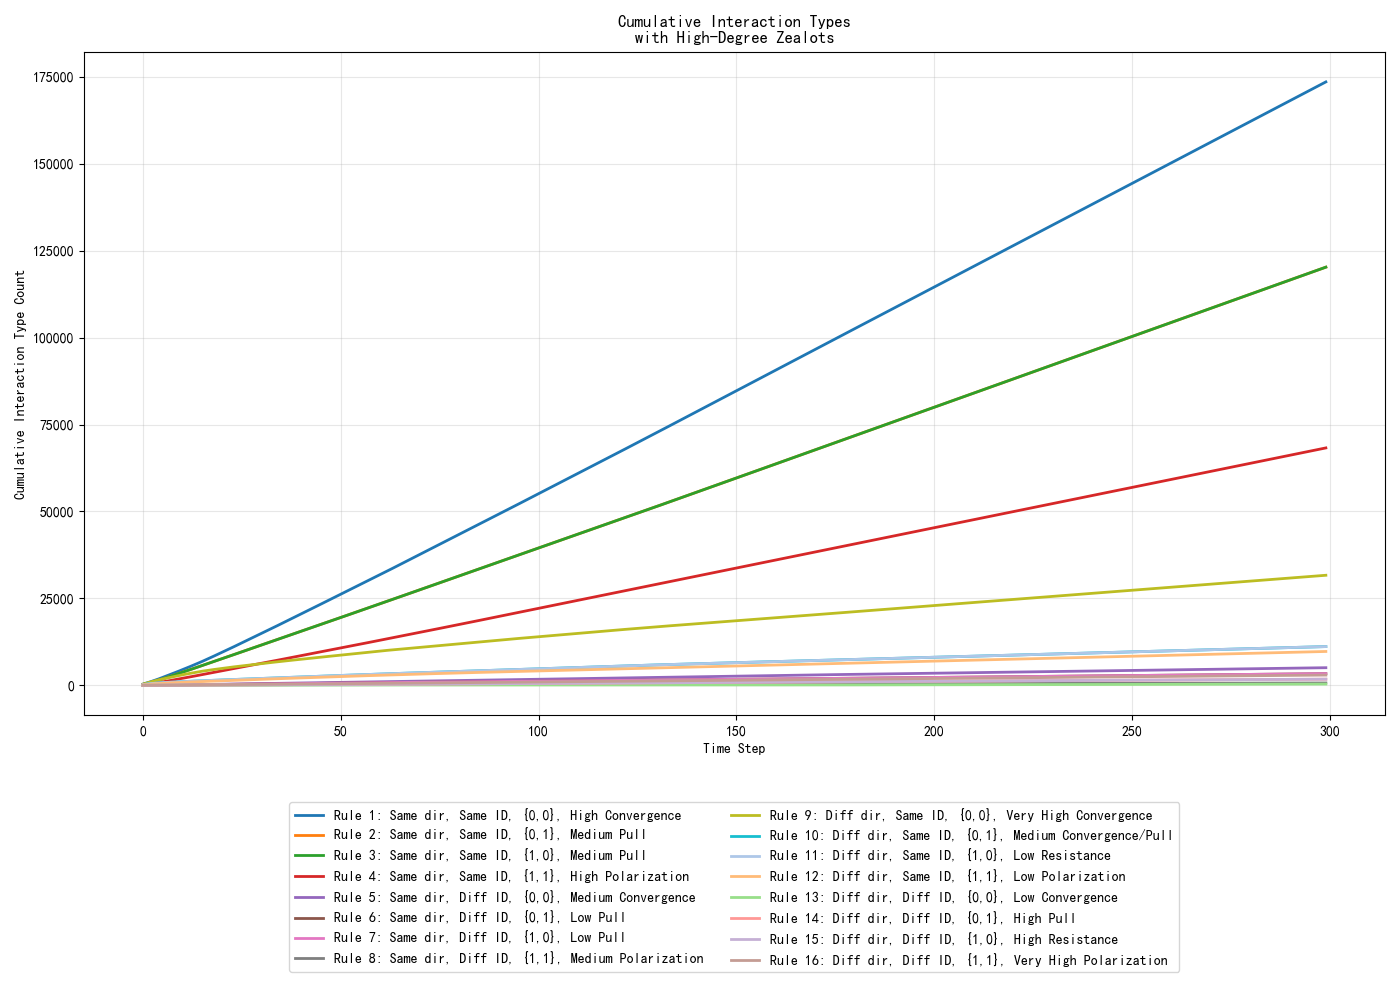 Cumulative Interaction Types
with High-Degree Zealots
Cumulative Interaction Type Count
175000
150000
125000
100000
75000
50000
25000
0
0 50 100 150 200 250 300
Time Step
Rule 1: Same dir, Same ID, {0,0}, High Convergence
Rule 2: Same dir, Same ID, {0,1}, Medium Pull
Rule 3: Same dir, Same ID, {1,0}, Medium Pull
Rule 4: Same dir, Same ID, {1,1}, High Polarization
Rule 5: Same dir, Diff ID, {0,0}, Medium Convergence
Rule 6: Same dir, Diff ID, {0,1}, Low Pull
Rule 7: Same dir, Diff ID, {1,0}, Low Pull
Rule 8: Same dir, Diff ID, {1,1}, Medium Polarization
Rule 9: Diff dir, Same ID, {0,0}, Very High Convergence
Rule 10: Diff dir, Same ID, {0,1}, Medium Convergence/Pull
Rule 11: Diff dir, Same ID, {1,0}, Low Resistance
Rule 12: Diff dir, Same ID, {1,1}, Low Polarization
Rule 13: Diff dir, Diff ID, {0,0}, Low Convergence
Rule 14: Diff dir, Diff ID, {0,1}, High Pull
Rule 15: Diff dir, Diff ID, {1,0}, High Resistance
Rule 16: Diff dir, Diff ID, {1,1}, Very High Polarization